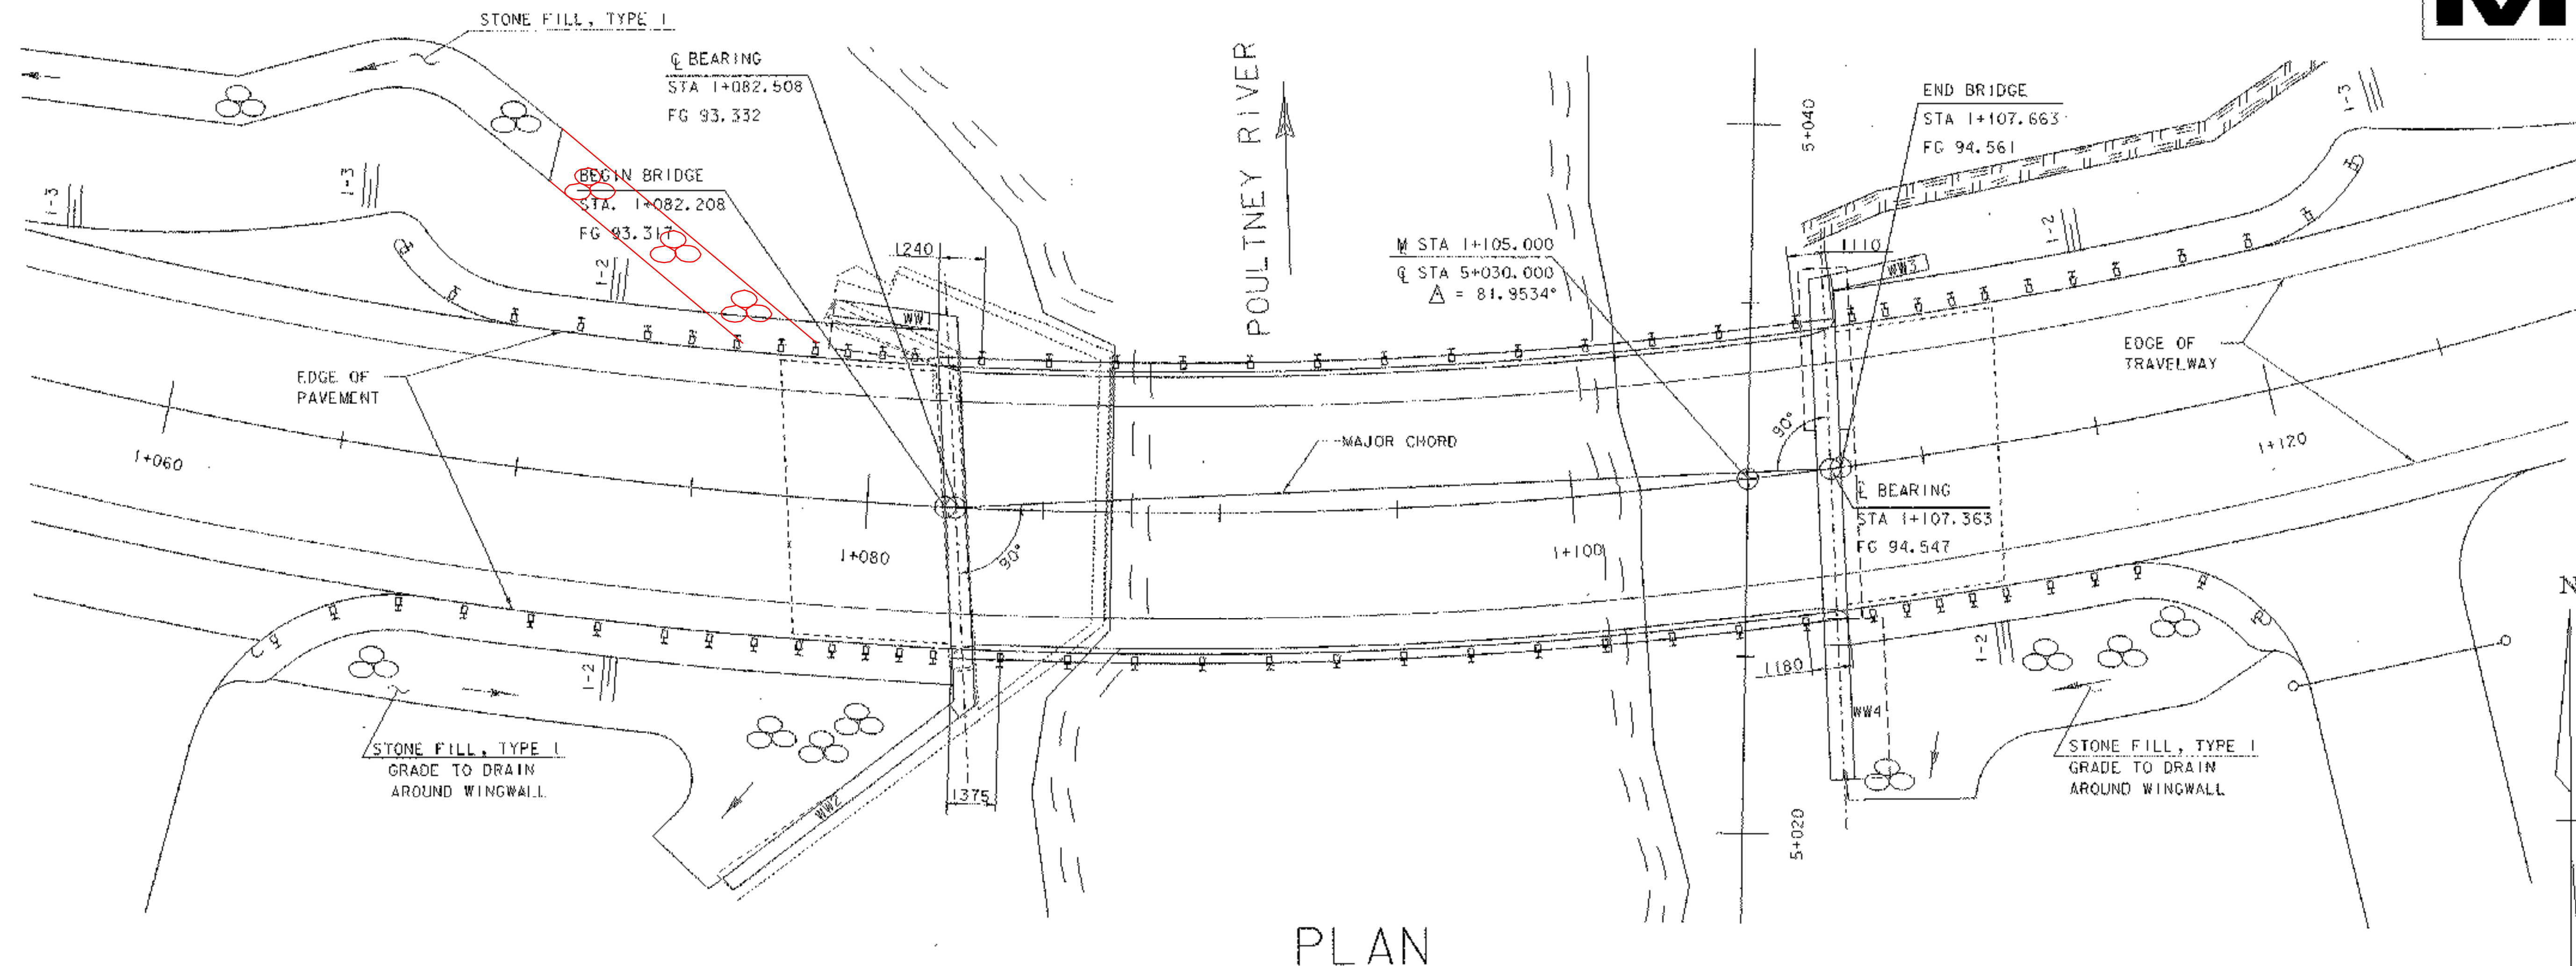 STONE FILL, TYPE I
M
℄ BEARING
STA 1+082.508
FG 93.332
BEGIN BRIDGE
STA. 1+082.208
FG 93.317
POULTNEY RIVER
5+040
END BRIDGE
STA 1+107.663
FG 94.561
1-3
1-3
1-3
1-2
1-2
1240
1110
M STA 1+105.000
℄ STA 5+030.000
= 81.9534°
WW1
WW3
EDGE OF
PAVEMENT
EDGE OF
TRAVELWAY
90°
MAJOR CHORD
1+060
1+120
℄ BEARING
STA 1+107.363
FG 94.547
1+080
90°
1+100
N
1-2
1-2
1180
WW4
STONE FILL, TYPE I
GRADE TO DRAIN
AROUND WINGWALL
STONE FILL, TYPE I
GRADE TO DRAIN
AROUND WINGWALL
WW2
1375
5+020
PLAN